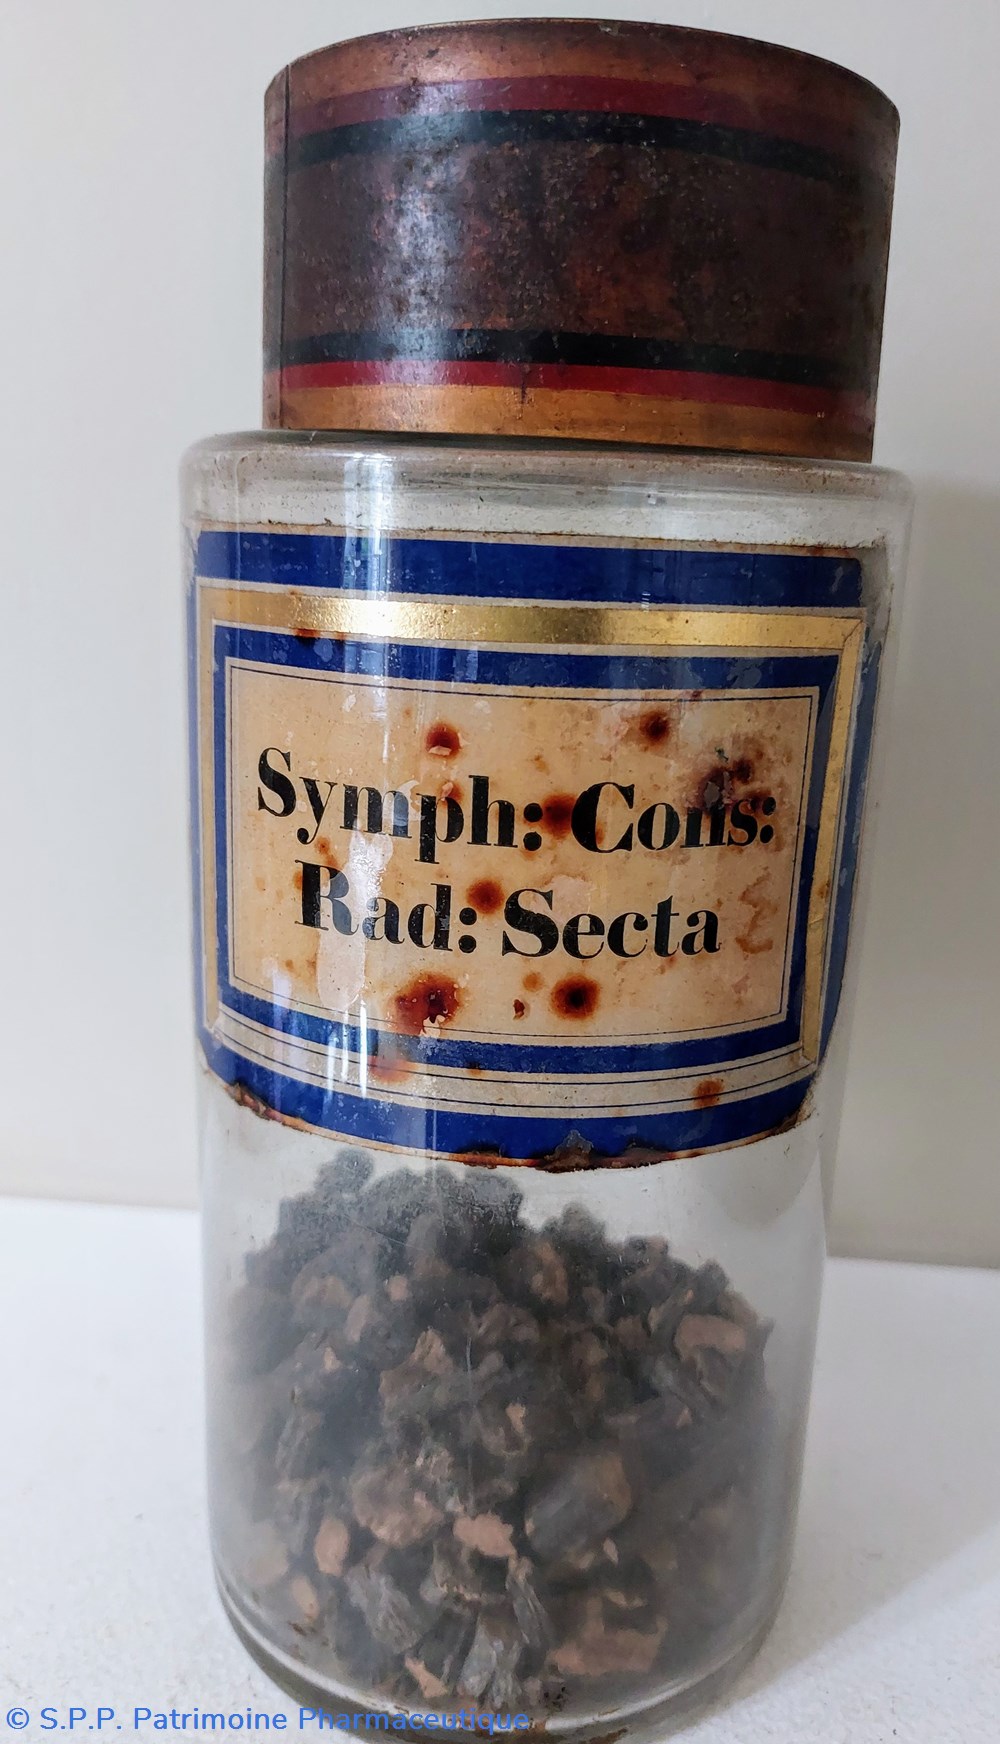 Symph: Cons:
Rad: Secta
© S.P.P. Patrimoine Pharmaceutique